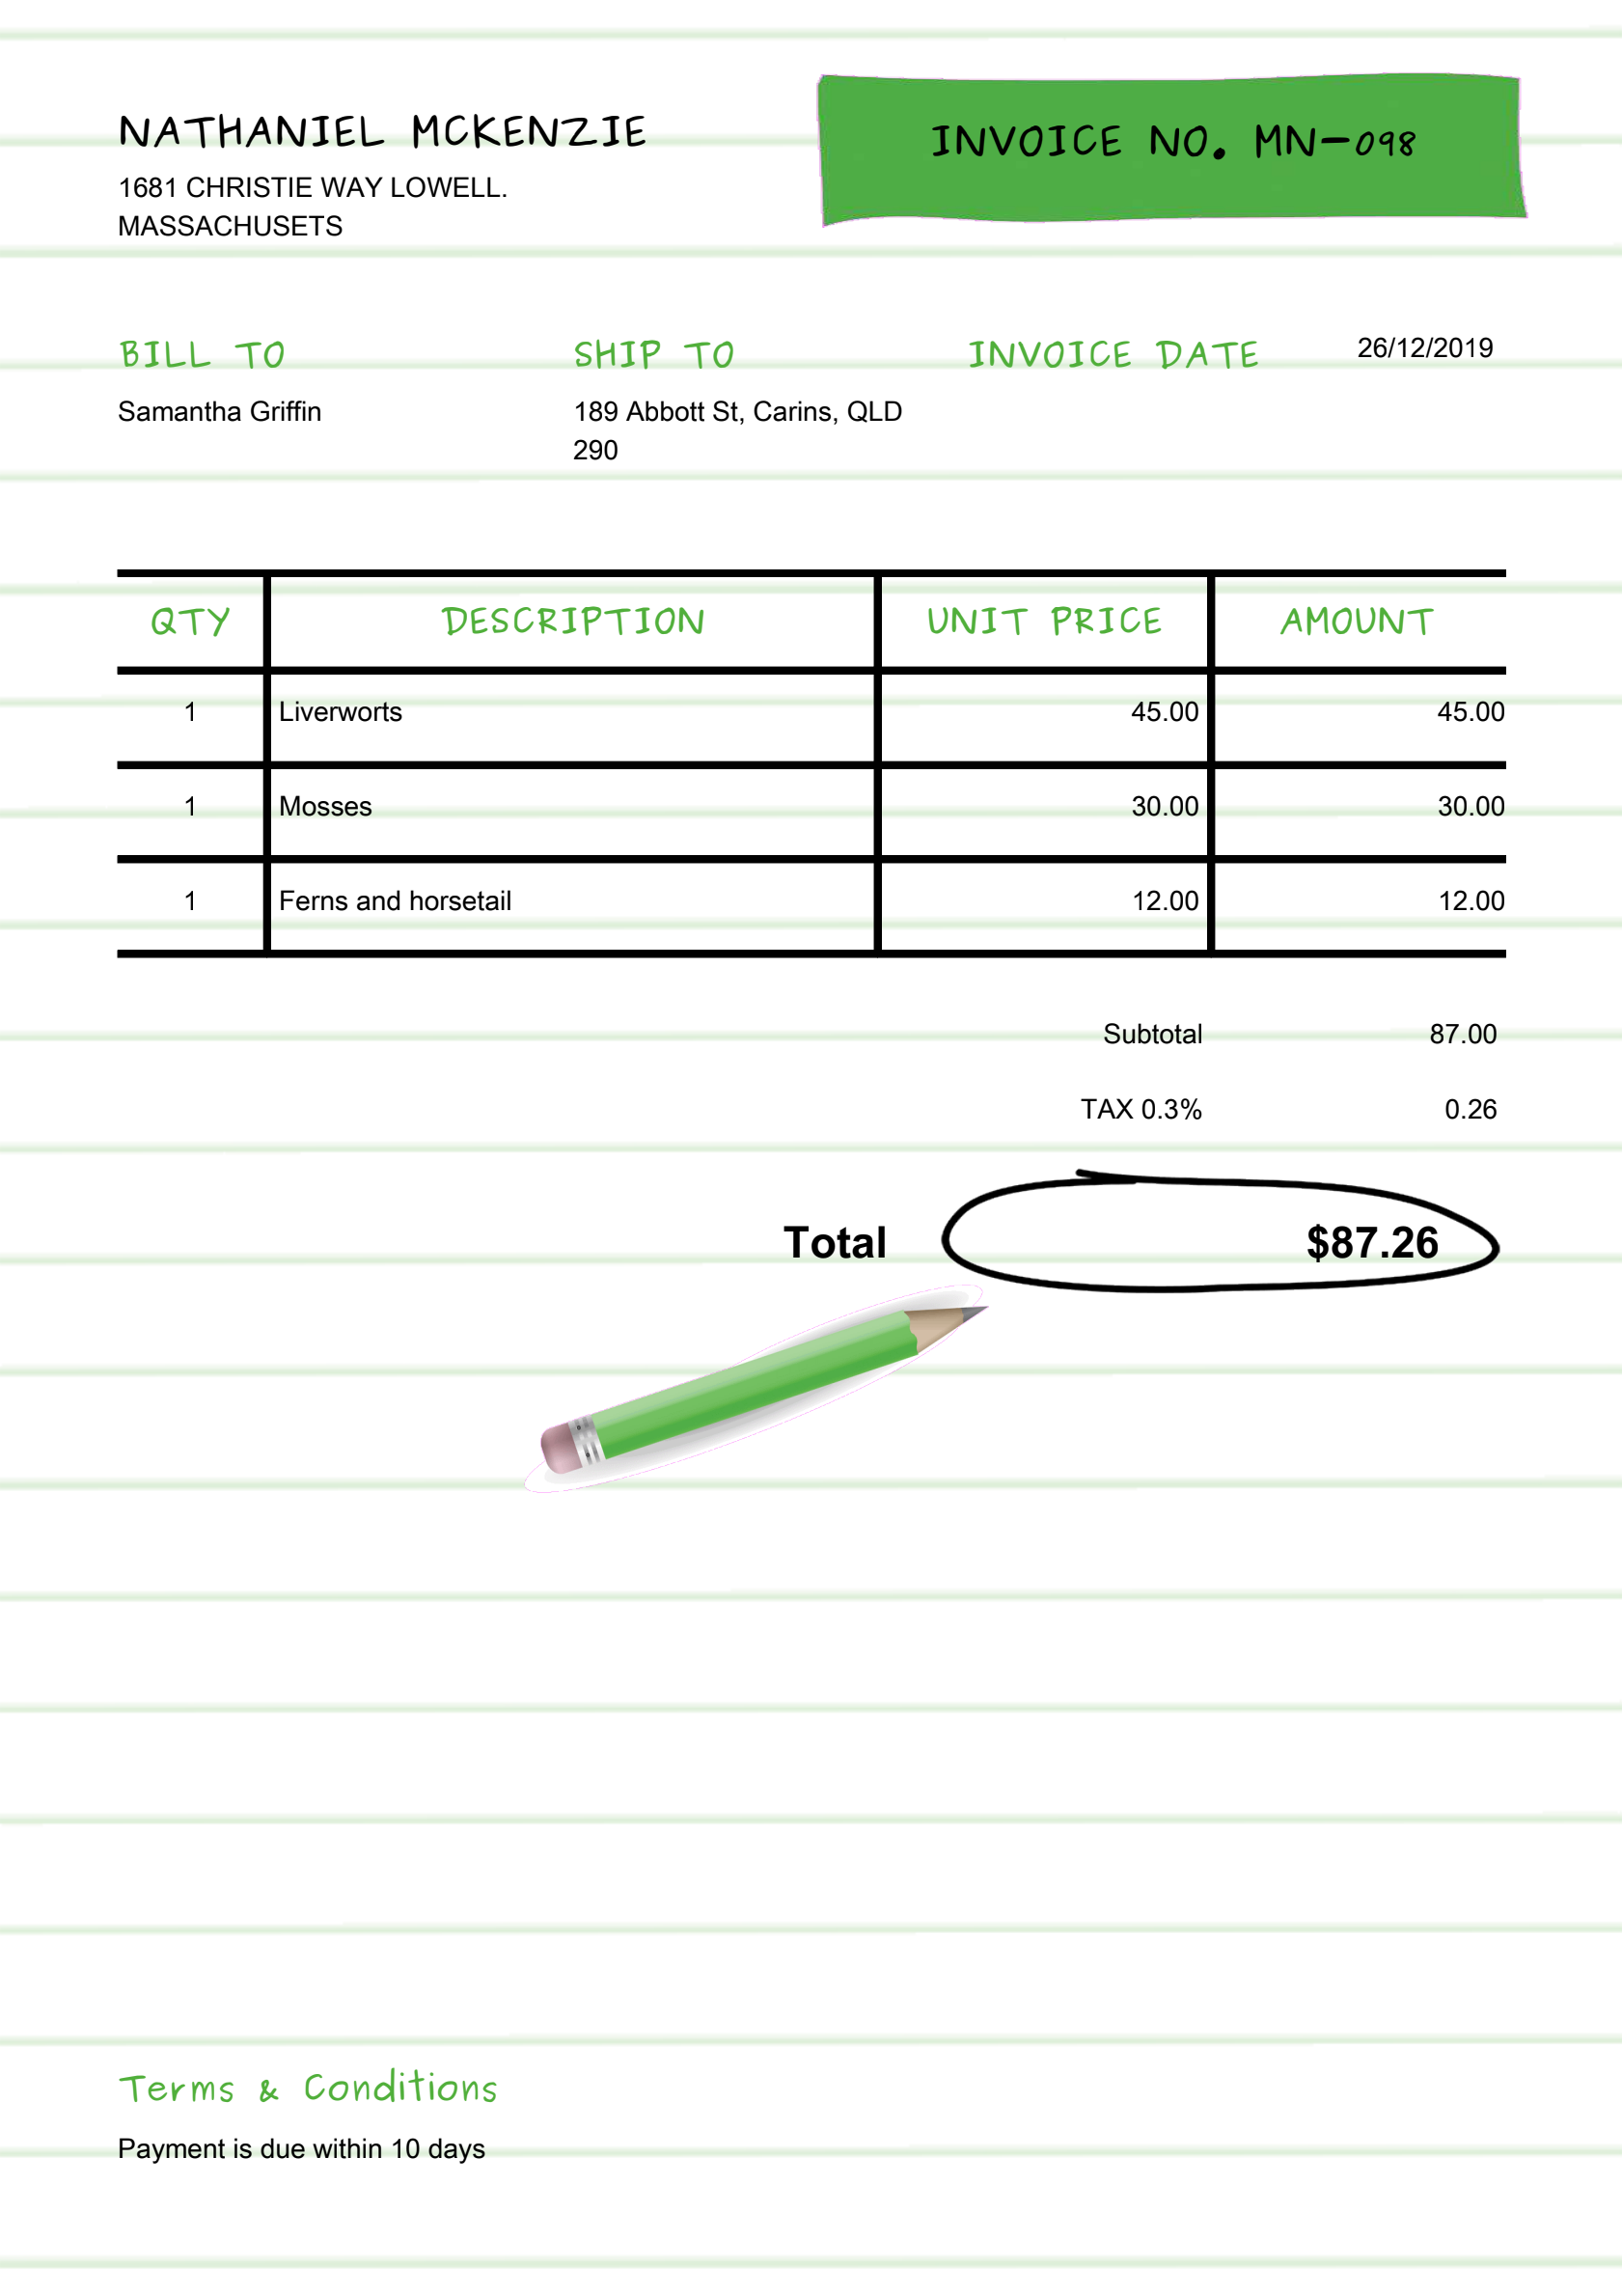 NATHANIEL MCKENZIE
1681 CHRISTIE WAY LOWELL.
MASSACHUSETS
INVOICE NO. MN-098
BILL TO
Samantha Griffin
SHIP TO
189 Abbott St, Carins, QLD
290
INVOICE DATE 26/12/2019
QTY DESCRIPTION UNIT PRICE AMOUNT
1 Liverworts 45.00 45.00
1 Mosses 30.00 30.00
1 Ferns and horsetail 12.00 12.00
Subtotal 87.00
TAX 0.3% 0.26
Total $87.26
Terms & Conditions
Payment is due within 10 days